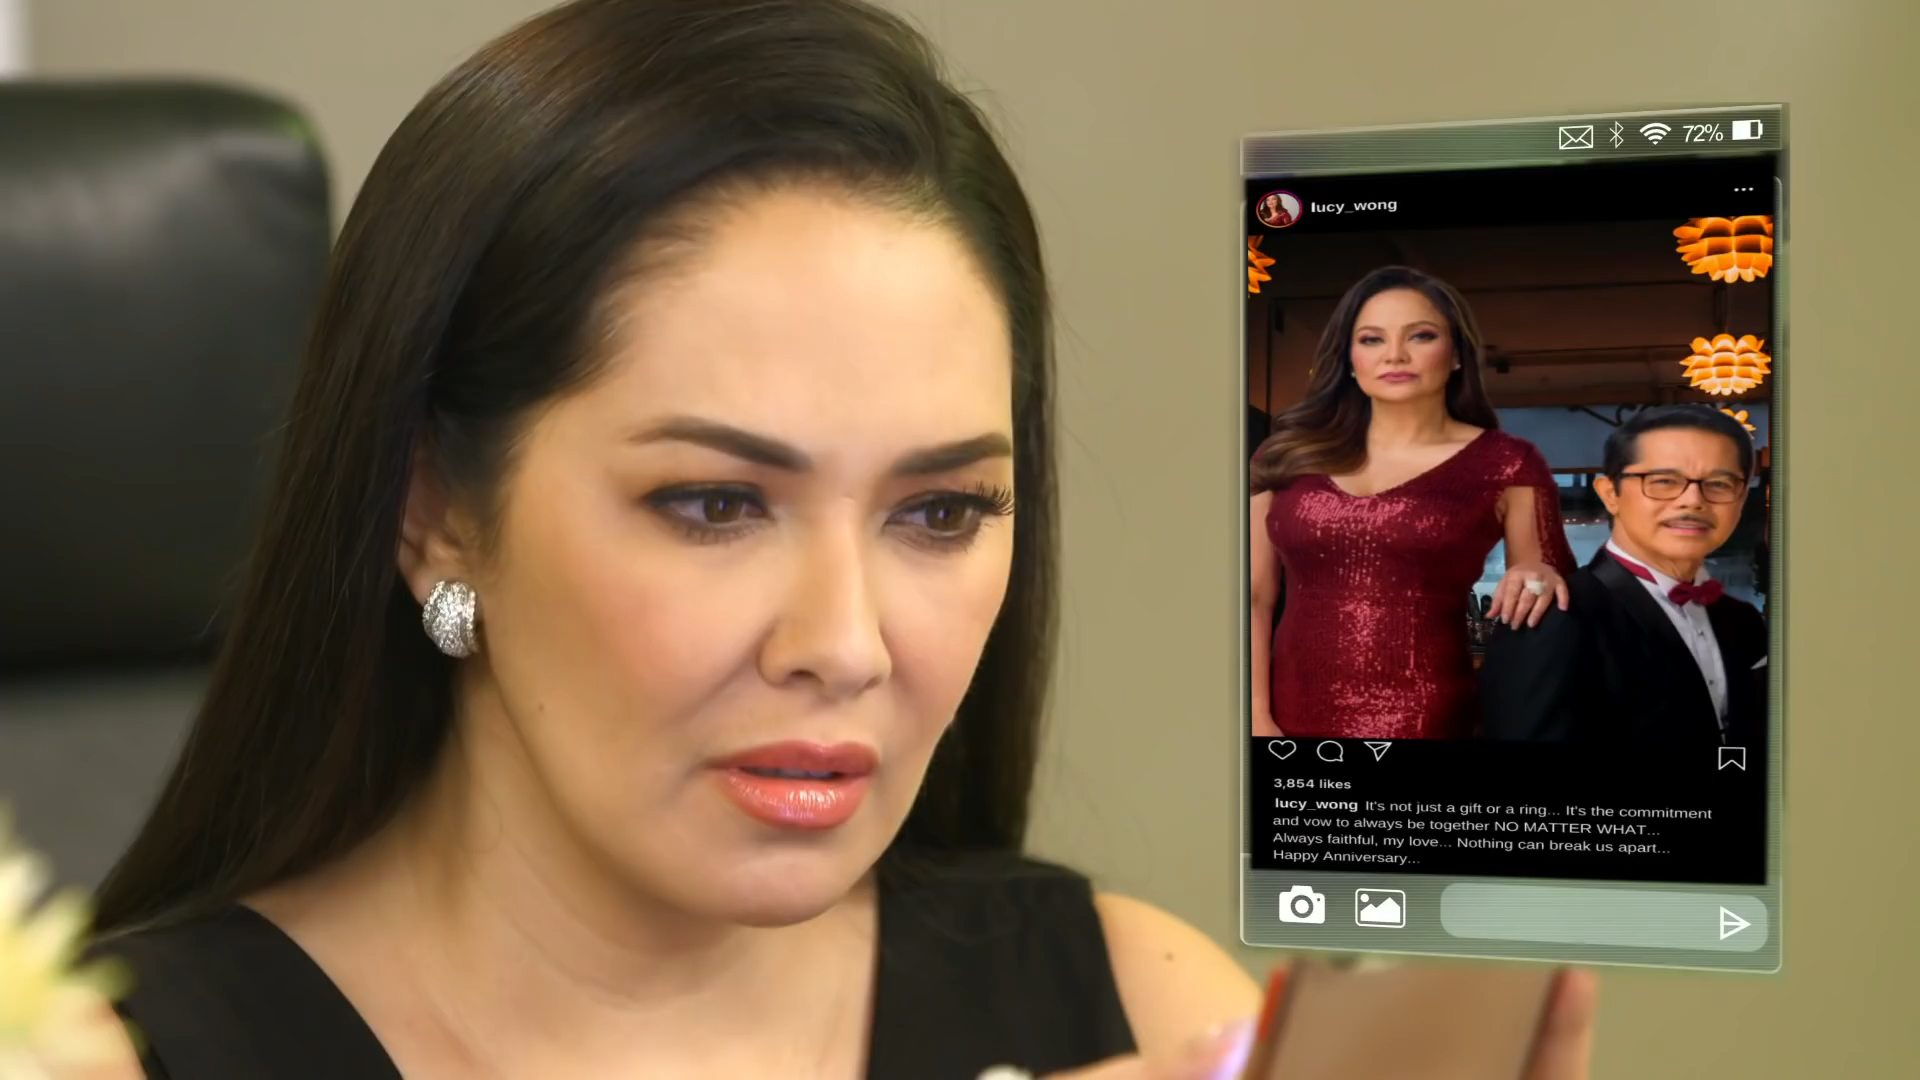 72%
lucy_wong
3,854 likes
lucy_wong It's not just a gift or a ring... It's the commitment
and vow to always be together NO MATTER WHAT...
Always faithful, my love... Nothing can break us apart...
Happy Anniversary...